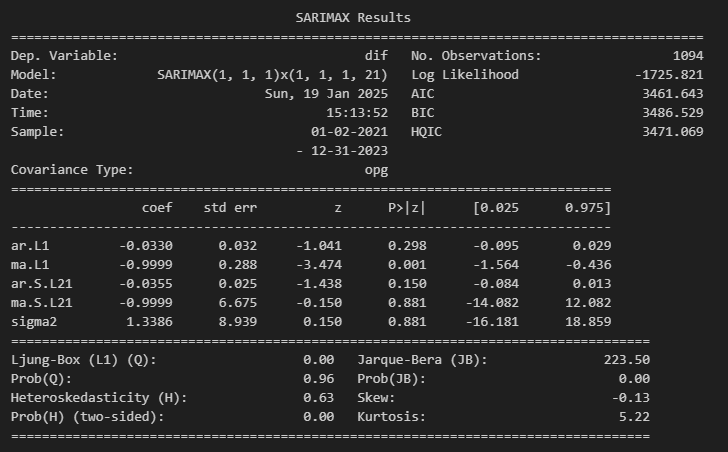 SARIMAX Results
==========================================================================================
Dep. Variable:                                dif   No. Observations:                 1094
Model:             SARIMAX(1, 1, 1)x(1, 1, 1, 21)   Log Likelihood               -1725.821
Date:                            Sun, 19 Jan 2025   AIC                           3461.643
Time:                                    15:13:52   BIC                           3486.529
Sample:                                01-02-2021   HQIC                          3471.069
                                     - 12-31-2023
Covariance Type:                              opg
==============================================================================
                 coef    std err          z      P>|z|      [0.025      0.975]
------------------------------------------------------------------------------
ar.L1         -0.0330      0.032     -1.041      0.298      -0.095       0.029
ma.L1         -0.9999      0.288     -3.474      0.001      -1.564      -0.436
ar.S.L21      -0.0355      0.025     -1.438      0.150      -0.084       0.013
ma.S.L21      -0.9999      6.675     -0.150      0.881     -14.082      12.082
sigma2         1.3386      8.939      0.150      0.881     -16.181      18.859
===================================================================================
Ljung-Box (L1) (Q):                   0.00   Jarque-Bera (JB):               223.50
Prob(Q):                              0.96   Prob(JB):                         0.00
Heteroskedasticity (H):               0.63   Skew:                            -0.13
Prob(H) (two-sided):                  0.00   Kurtosis:                         5.22
===================================================================================